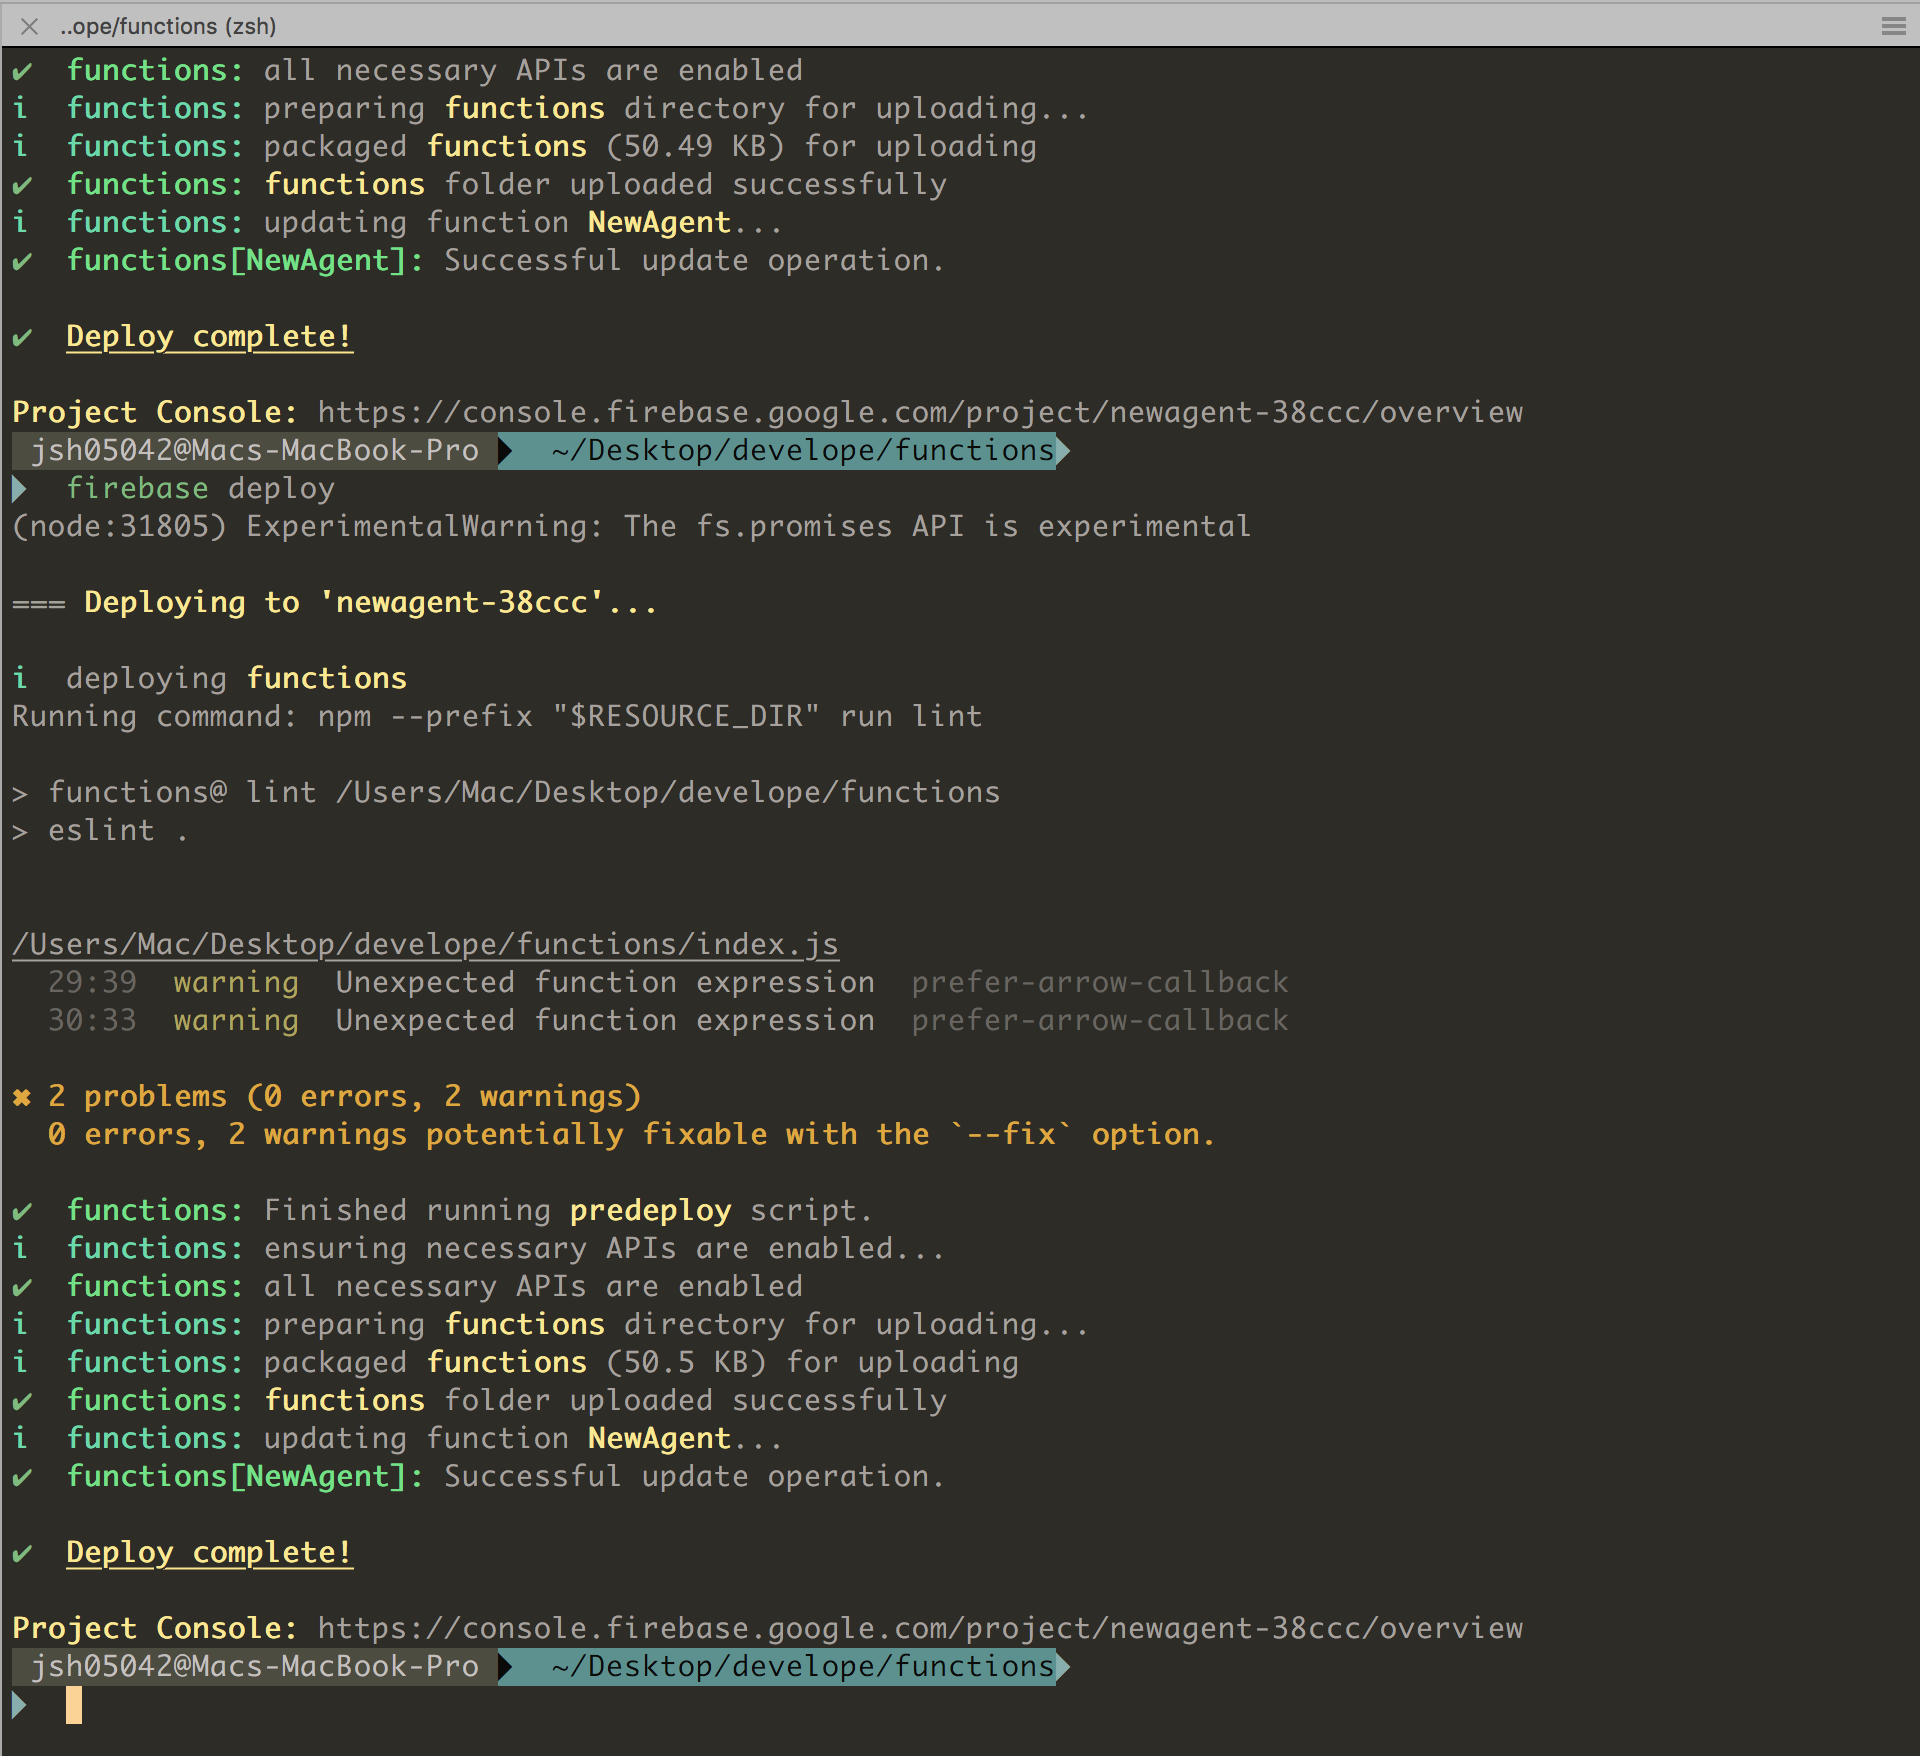 ..ope/functions (zsh)
✔  functions: all necessary APIs are enabled
i  functions: preparing functions directory for uploading...
i  functions: packaged functions (50.49 KB) for uploading
✔  functions: functions folder uploaded successfully
i  functions: updating function NewAgent...
✔  functions[NewAgent]: Successful update operation.
✔  Deploy complete!
Project Console: https://console.firebase.google.com/project/newagent-38ccc/overview
jsh05042@Macs-MacBook-Pro  ~/Desktop/develope/functions
firebase deploy
(node:31805) ExperimentalWarning: The fs.promises API is experimental
=== Deploying to 'newagent-38ccc'...
i  deploying functions
Running command: npm --prefix "$RESOURCE_DIR" run lint
> functions@ lint /Users/Mac/Desktop/develope/functions
> eslint .
/Users/Mac/Desktop/develope/functions/index.js
29:39  warning  Unexpected function expression  prefer-arrow-callback
30:33  warning  Unexpected function expression  prefer-arrow-callback
✖ 2 problems (0 errors, 2 warnings)
0 errors, 2 warnings potentially fixable with the `--fix` option.
✔  functions: Finished running predeploy script.
i  functions: ensuring necessary APIs are enabled...
✔  functions: all necessary APIs are enabled
i  functions: preparing functions directory for uploading...
i  functions: packaged functions (50.5 KB) for uploading
✔  functions: functions folder uploaded successfully
i  functions: updating function NewAgent...
✔  functions[NewAgent]: Successful update operation.
✔  Deploy complete!
Project Console: https://console.firebase.google.com/project/newagent-38ccc/overview
jsh05042@Macs-MacBook-Pro  ~/Desktop/develope/functions